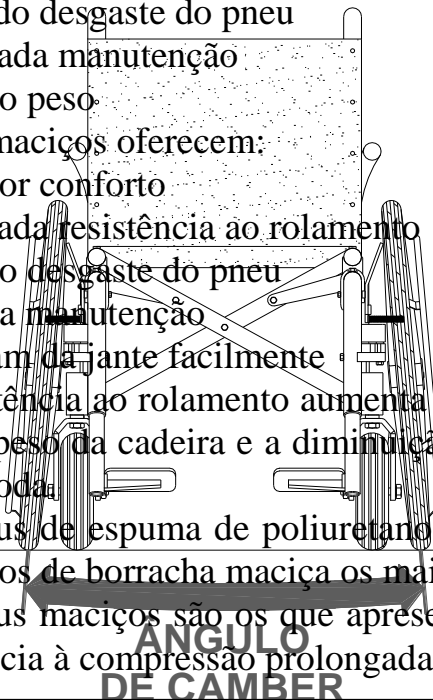 do desgaste do pneu
ada manutenção
o peso
maciços oferecem:
or conforto
ada resistência ao rolamento
o desgaste do pneu
a manutenção
am da jante facilmente
tência ao rolamento aumenta
peso da cadeira e a diminuiçã
oda.
us de espuma de poliuretano
os de borracha maciça os mai
us maciços são os que aprese
cia à compressão prolongada
ÂNGULO
DE CAMBER